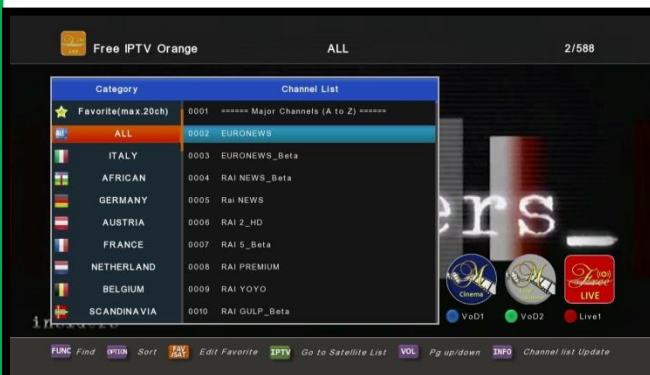 Free IPTV Orange ALL 2/588
Category Channel List
Favorite(max.20ch) 0001 ====== Major Channels (A to Z) ======
ALL 0002 EURONEWS
ITALY 0003 EURONEWS_Beta
AFRICAN 0004 RAI NEWS_Beta
GERMANY 0005 Rai NEWS
AUSTRIA 0006 RAI 2_HD
FRANCE 0007 RAI 5_Beta
NETHERLAND 0008 RAI PREMIUM
BELGIUM 0009 RAI YOYO
SCANDINAVIA 0010 RAI GULP_Beta
ers_
Cinema
Free
LIVE
VoD1 VoD2 Live1
insiders
FUNC Find OPTION Sort FAV/SAT Edit Favorite IPTV Go to Satellite List VOL Pg up/down INFO Channel list Update